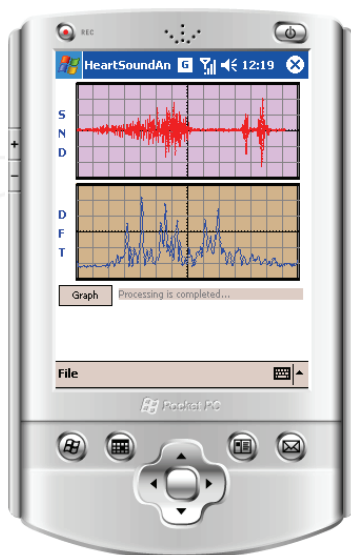 REC
HeartSoundAn G 12:19
S
N
D
D
F
T
Graph Processing is completed...
File
Pocket PC